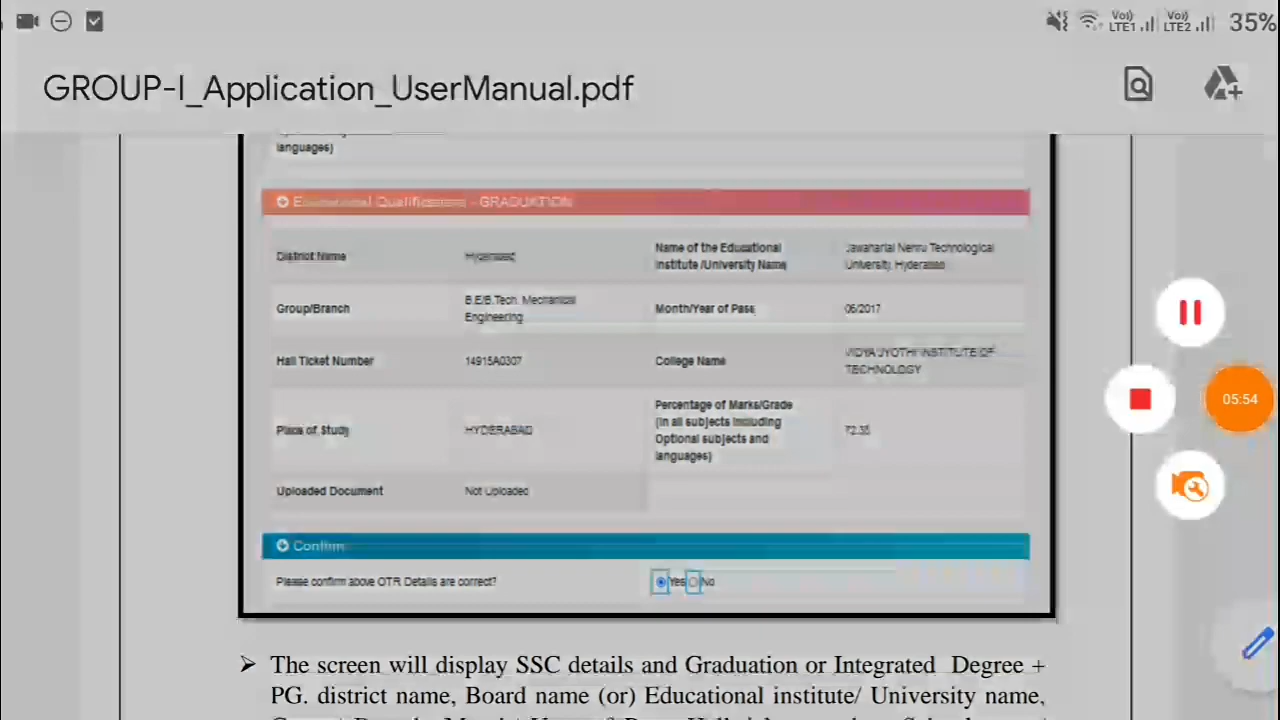 Voi) LTE1 Voi) LTE2 35%
GROUP-I_Application_UserManual.pdf
languages)
Educational Qualifications - GRADUATION
District Name Hyderabad Name of the Educational Institute /University Name Jawaharlal Nehru Technological University, Hyderabad
Group/Branch B.E/B.Tech. Mechanical Engineering Month/Year of Pass 06/2017
Hall Ticket Number 14915A0307 College Name VIDYA JYOTHI INSTITUTE OF TECHNOLOGY
Place of Study HYDERABAD Percentage of Marks/Grade (In all subjects including Optional subjects and languages) 72.35
Uploaded Document Not Uploaded
Confirm
Please confirm above OTR Details are correct? Yes No
05:54
➢ The screen will display SSC details and Graduation or Integrated Degree +
PG. district name, Board name (or) Educational institute/ University name,